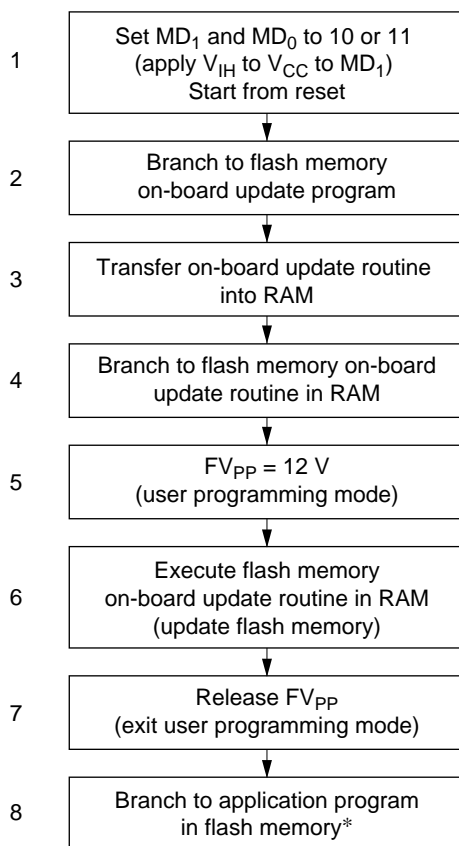 1
Set MD1 and MD0 to 10 or 11
(apply VIH to VCC to MD1)
Start from reset
2
Branch to flash memory
on-board update program
3
Transfer on-board update routine
into RAM
4
Branch to flash memory on-board
update routine in RAM
5
FVPP = 12 V
(user programming mode)
6
Execute flash memory
on-board update routine in RAM
(update flash memory)
7
Release FVPP
(exit user programming mode)
8
Branch to application program
in flash memory*